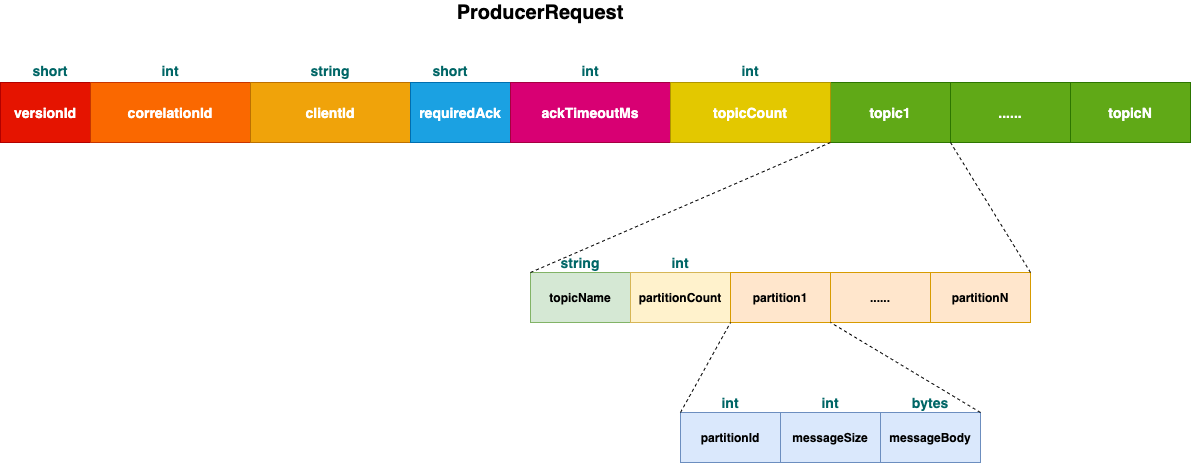 ProducerRequest
short int string short int int
versionId correlationId clientId requiredAck ackTimeoutMs topicCount topic1 ...... topicN
string int
topicName partitionCount partition1 ...... partitionN
int int bytes
partitionId messageSize messageBody